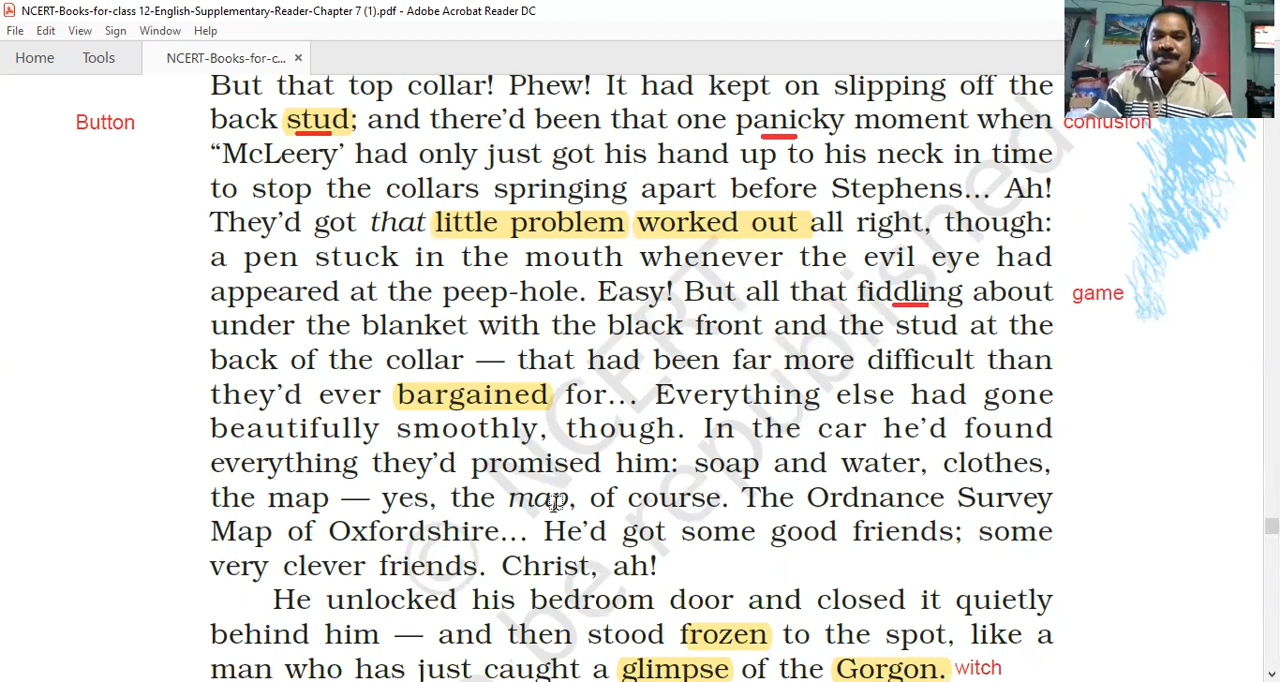 NCERT-Books-for-class 12-English-Supplementary-Reader-Chapter 7 (1).pdf - Adobe Acrobat Reader DC
File Edit View Sign Window Help
Home Tools NCERT-Books-for-c... ×
But that top collar! Phew! It had kept on slipping off the
Button back stud; and there’d been that one panicky moment when confusion
“McLeery’ had only just got his hand up to his neck in time
to stop the collars springing apart before Stephens... Ah!
They’d got that little problem worked out all right, though:
a pen stuck in the mouth whenever the evil eye had
appeared at the peep-hole. Easy! But all that fiddling about game
under the blanket with the black front and the stud at the
back of the collar — that had been far more difficult than
they’d ever bargained for... Everything else had gone
beautifully smoothly, though. In the car he’d found
everything they’d promised him: soap and water, clothes,
the map — yes, the map, of course. The Ordnance Survey
Map of Oxfordshire... He’d got some good friends; some
very clever friends. Christ, ah!
He unlocked his bedroom door and closed it quietly
behind him — and then stood frozen to the spot, like a
man who has just caught a glimpse of the Gorgon. witch
© NCERT
be republished